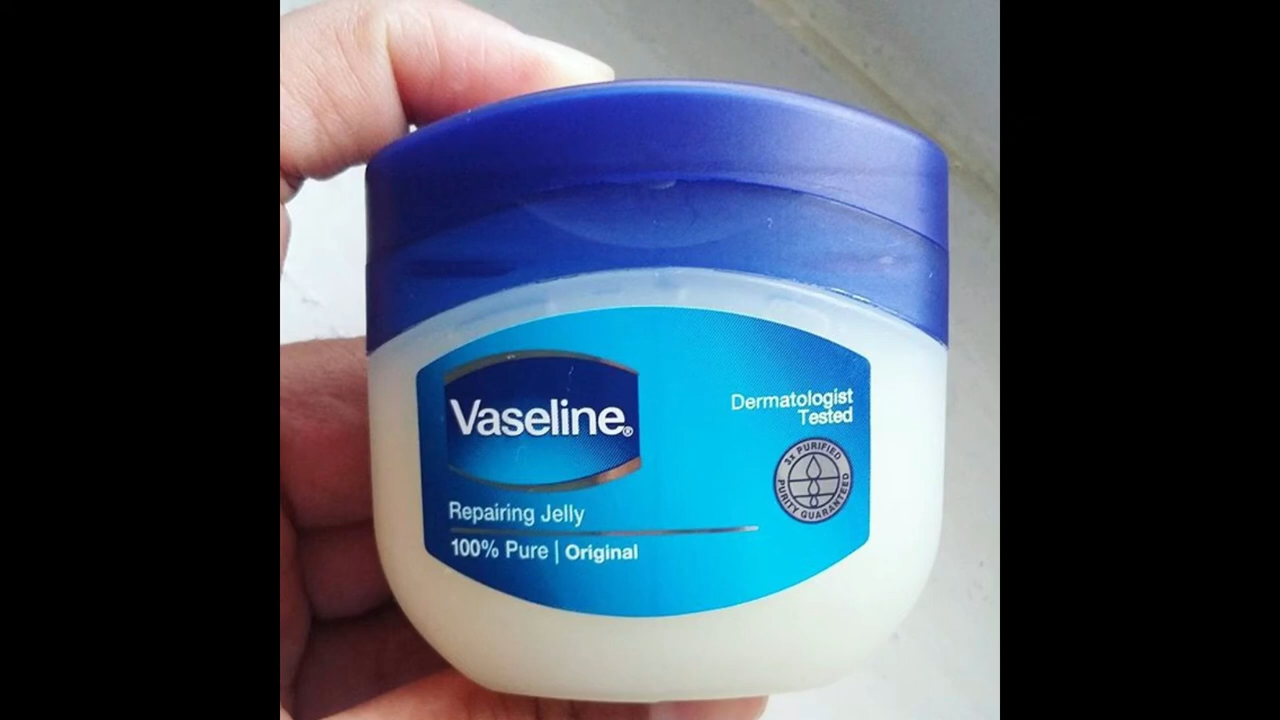 Vaseline®
Repairing Jelly
100% Pure | Original
Dermatologist
Tested
3x PURIFIED
PURITY GUARANTEED